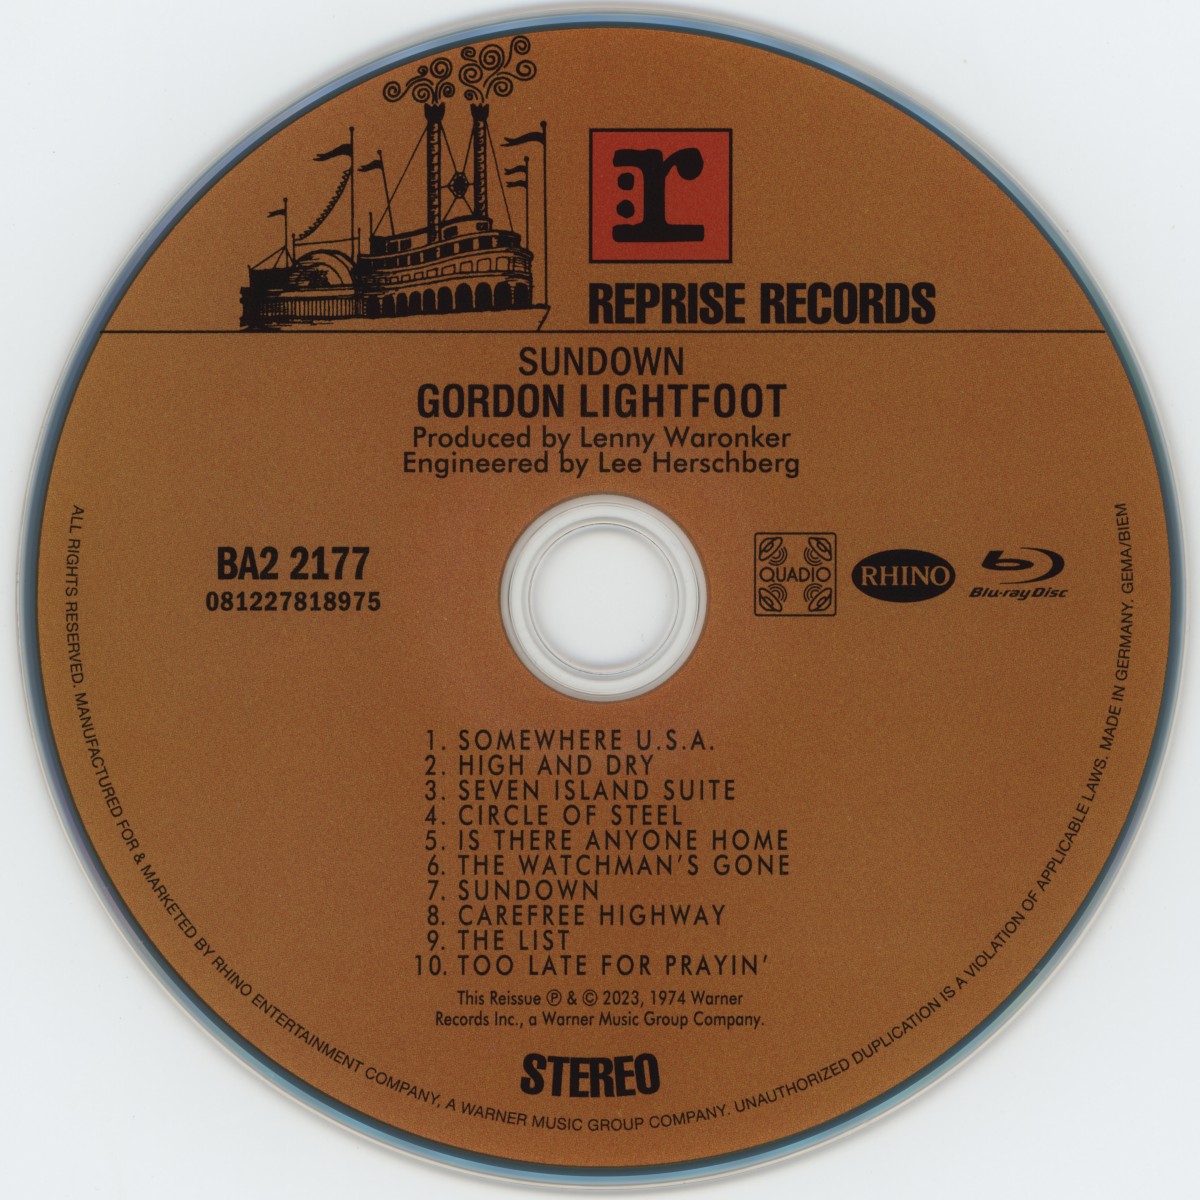 r
REPRISE RECORDS
SUNDOWN
GORDON LIGHTFOOT
Produced by Lenny Waronker
Engineered by Lee Herschberg
BA2 2177
081227818975
QUADIO
RHINO
Blu-ray Disc
1. SOMEWHERE U.S.A.
2. HIGH AND DRY
3. SEVEN ISLAND SUITE
4. CIRCLE OF STEEL
5. IS THERE ANYONE HOME
6. THE WATCHMAN'S GONE
7. SUNDOWN
8. CAREFREE HIGHWAY
9. THE LIST
10. TOO LATE FOR PRAYIN'
This Reissue ℗ & © 2023, 1974 Warner
Records Inc., a Warner Music Group Company.
STEREO
ALL RIGHTS RESERVED. MANUFACTURED FOR & MARKETED BY RHINO ENTERTAINMENT COMPANY, A WARNER MUSIC GROUP COMPANY. UNAUTHORIZED DUPLICATION IS A VIOLATION OF APPLICABLE LAWS. MADE IN GERMANY. GEMA/BIEM